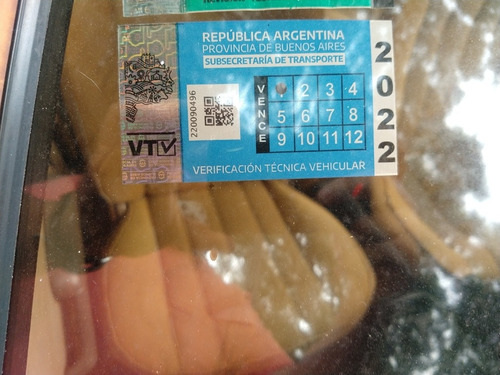 REPÚBLICA ARGENTINA
PROVINCIA DE BUENOS AIRES
SUBSECRETARÍA DE TRANSPORTE
VENCE
2 3 4
5 6 7 8
9 10 11 12
2022
220090496
VTV
VERIFICACIÓN TÉCNICA VEHICULAR